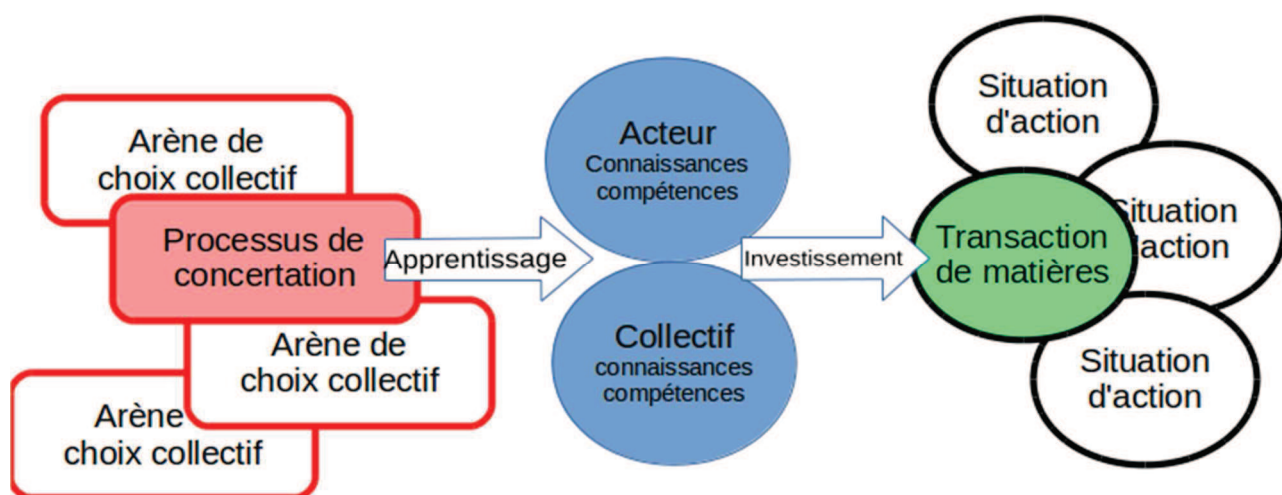 Arène de
choix collectif
Processus de
concertation
Arène de
choix collectif
Arène
choix collectif
Apprentissage
Acteur
Connaissances
compétences
Collectif
connaissances
compétences
Investissement
Situation
d'action
Transaction
de matières
Situation
'action
Situation
d'action